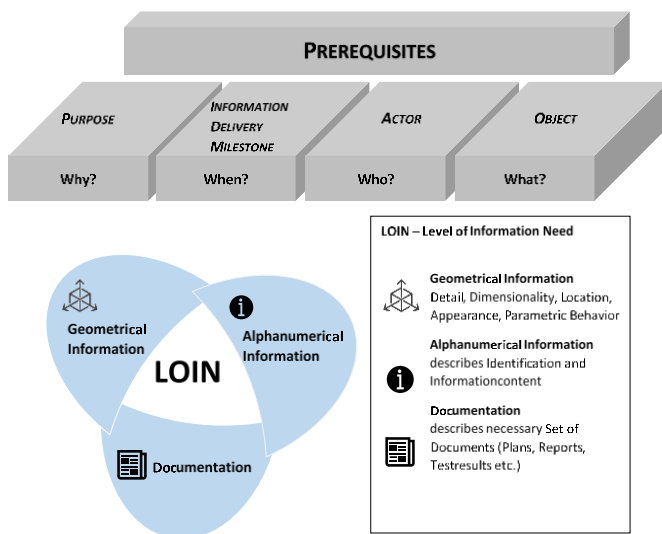 PREREQUISITES
PURPOSE
INFORMATION
DELIVERY
MILESTONE
ACTOR
OBJECT
Why?
When?
Who?
What?
Geometrical
Information
Alphanumerical
Information
LOIN
Documentation
LOIN – Level of Information Need
Geometrical Information
Detail, Dimensionality, Location,
Appearance, Parametric Behavior
Alphanumerical Information
describes Identification and
Informationcontent
Documentation
describes necessary Set of
Documents (Plans, Reports,
Testresults etc.)